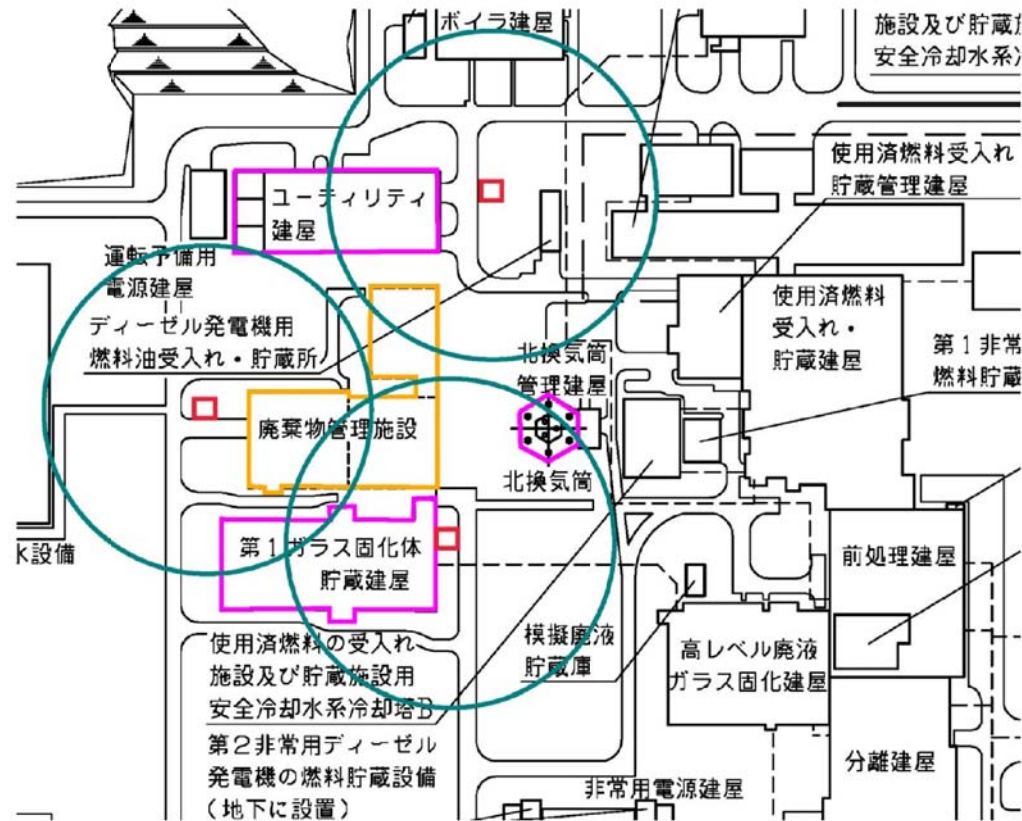 ボイラ建屋
施設及び貯蔵
安全冷却水系
使用済燃料受入れ
貯蔵管理建屋
ユーティリティ
建屋
運転予備用
電源建屋
使用済燃料
受入れ・
貯蔵建屋
ディーゼル発電機用
燃料油受入れ・貯蔵所
北換気筒
管理建屋
第1非常
燃料貯蔵
廃棄物管理施設
北換気筒
水設備
第1ガラス固化体
貯蔵建屋
前処理建屋
使用済燃料の受入れ
施設及び貯蔵施設用
安全冷却水系冷却塔B
模擬廃液
貯蔵庫
高レベル廃液
ガラス固化建屋
第2非常用ディーゼル
発電機の燃料貯蔵設備
(地下に設置)
非常用電源建屋
分離建屋